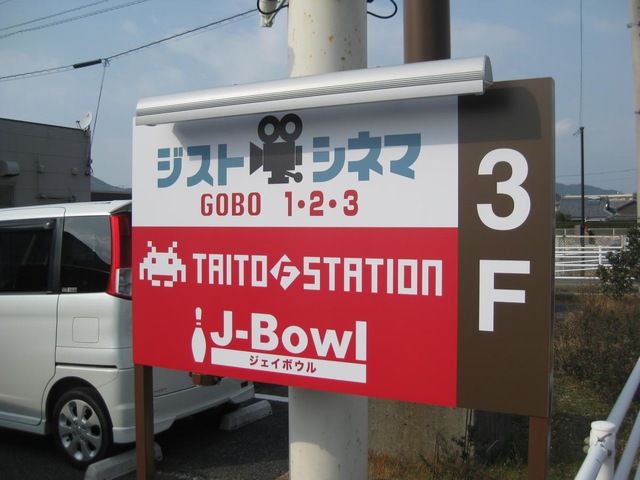 ジストシネマ
GOBO 1・2・3
TAITO STATION
J-Bowl
ジェイボウル
3
F